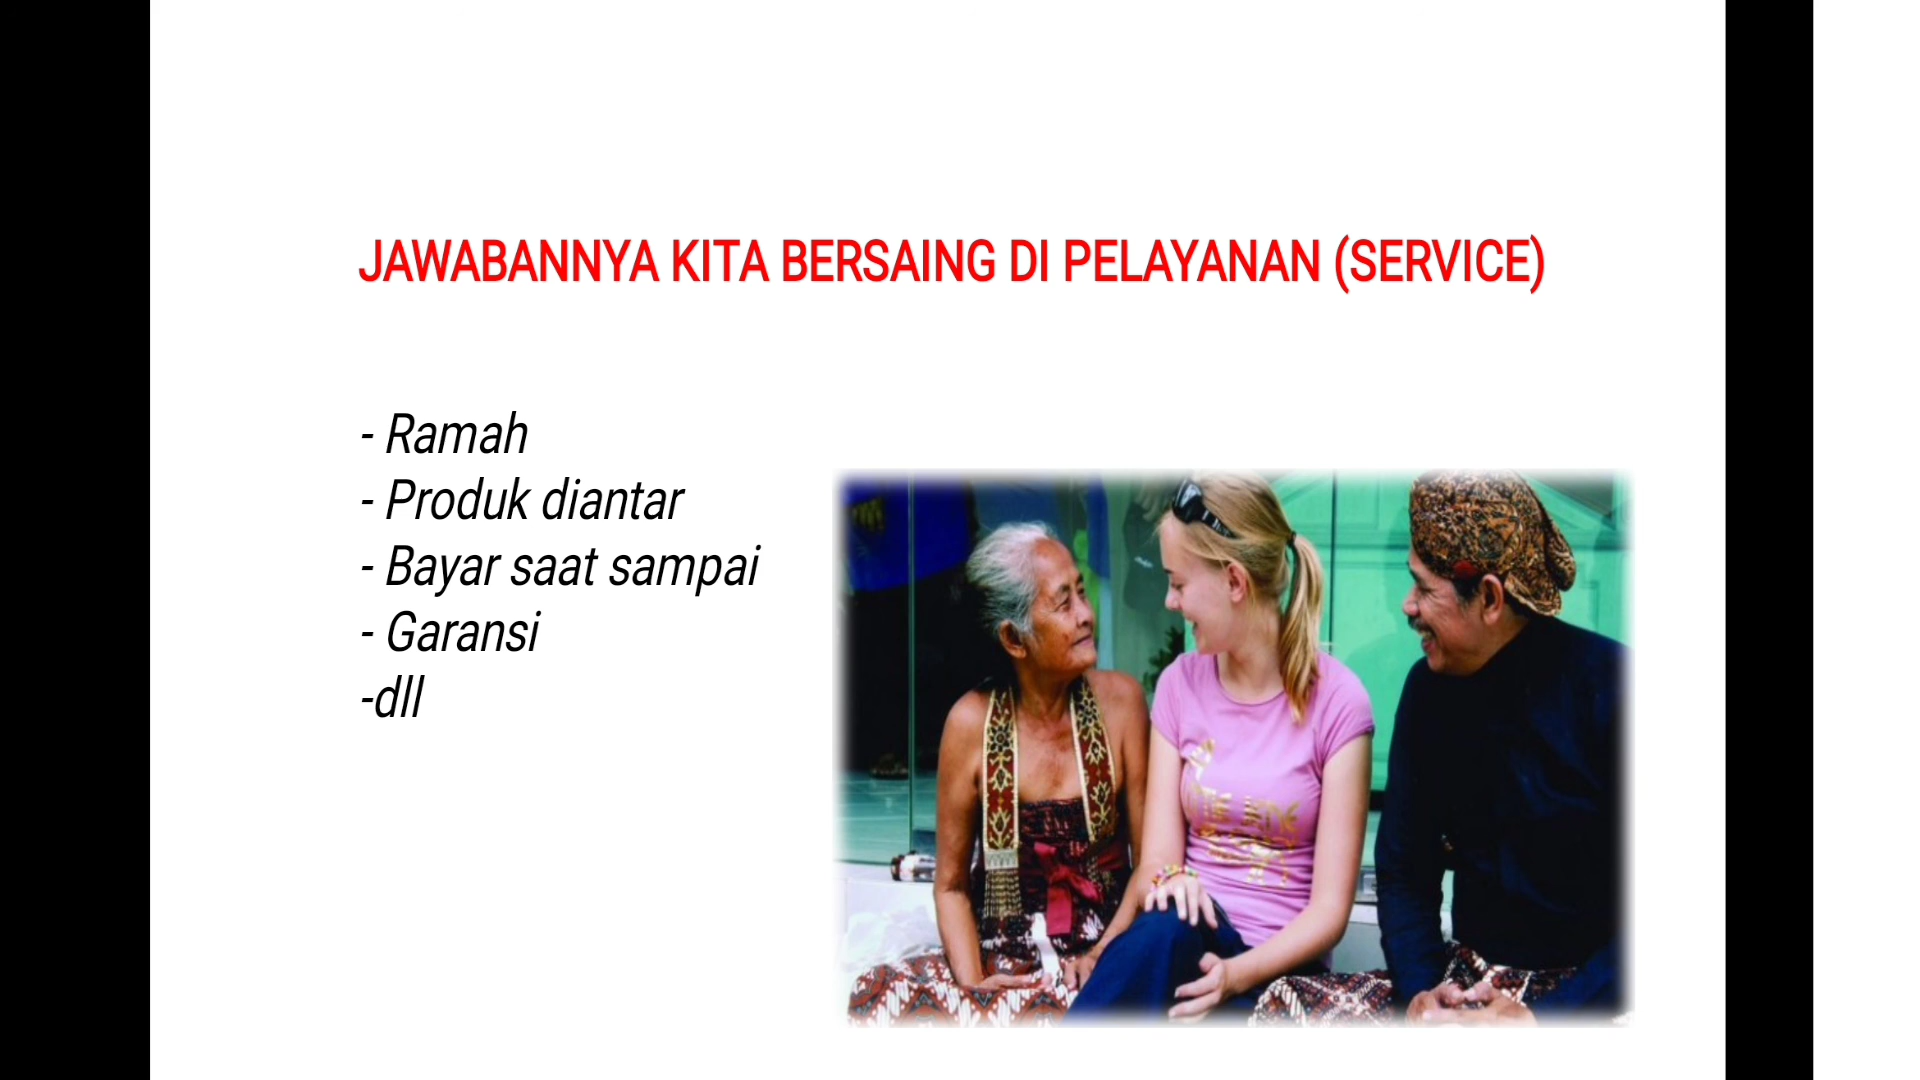 JAWABANNYA KITA BERSAING DI PELAYANAN (SERVICE)
- Ramah
- Produk diantar
- Bayar saat sampai
- Garansi
-dll